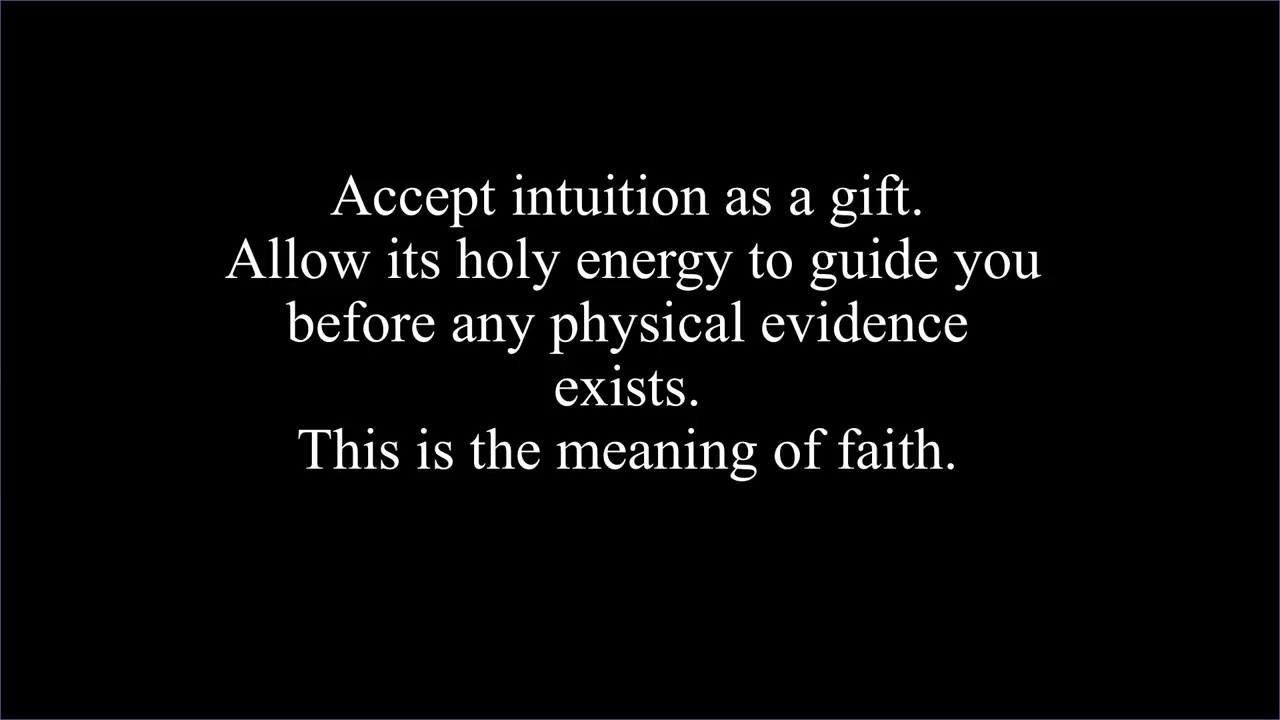 Accept intuition as a gift.
Allow its holy energy to guide you
before any physical evidence
exists.
This is the meaning of faith.